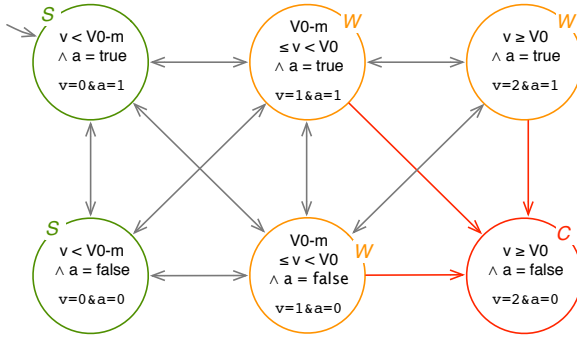 S
v < V0-m
∧ a = true
v=0&a=1
W
V0-m
≤ v < V0
∧ a = true
v=1&a=1
W
v ≥ V0
∧ a = true
v=2&a=1
S
v < V0-m
∧ a = false
v=0&a=0
W
V0-m
≤ v < V0
∧ a = false
v=1&a=0
C
v ≥ V0
∧ a = false
v=2&a=0